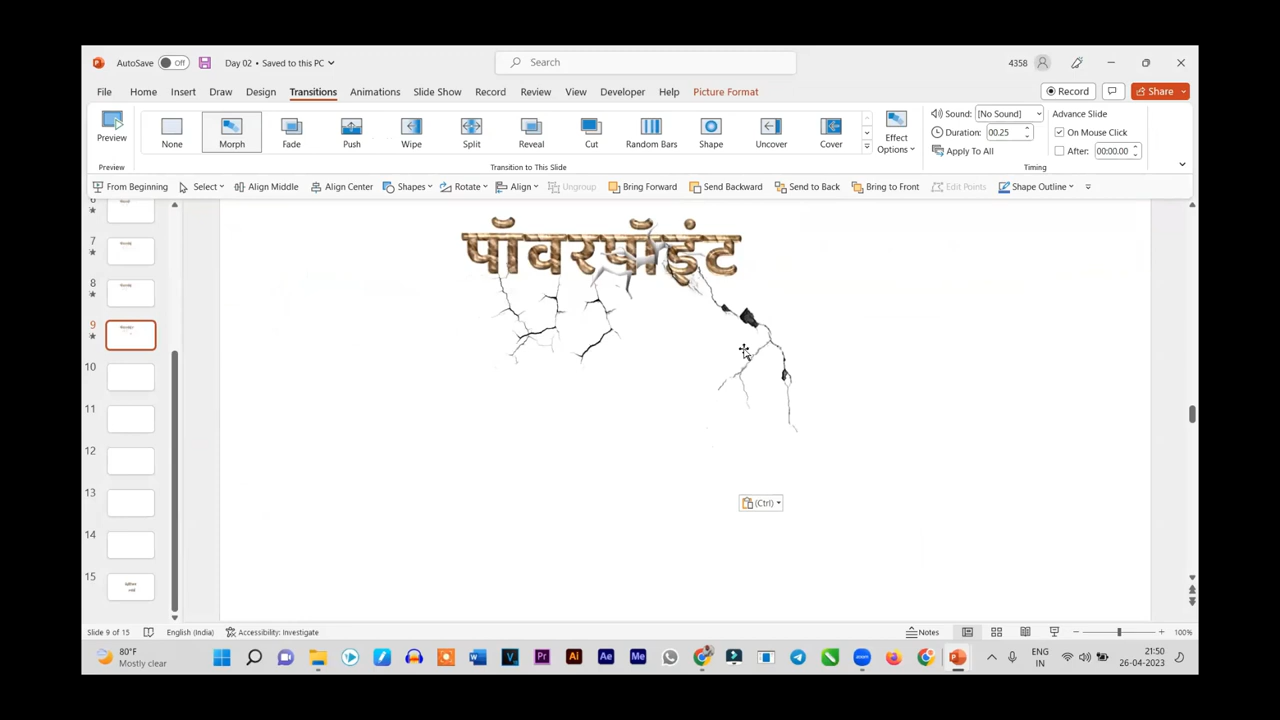 AutoSave Off Day 02 • Saved to this PC Search 4358
File Home Insert Draw Design Transitions Animations Slide Show Record Review View Developer Help Picture Format Record Share
Preview None Morph Fade Push Wipe Split Reveal Cut Random Bars Shape Uncover Cover Effect Options
Sound: [No Sound] Advance Slide
Duration: 00.25 On Mouse Click
Apply To All After: 00:00.00
Preview Transition to This Slide Timing
From Beginning Select Align Middle Align Center Shapes Rotate Align Ungroup Bring Forward Send Backward Send to Back Bring to Front Edit Points Shape Outline
पॉवरपॉइंट
7
8
9
10
11
12
13
14
15
(Ctrl)
Slide 9 of 15 English (India) Accessibility: Investigate Notes 100%
80°F
Mostly clear
ENG
IN
21:50
26-04-2023